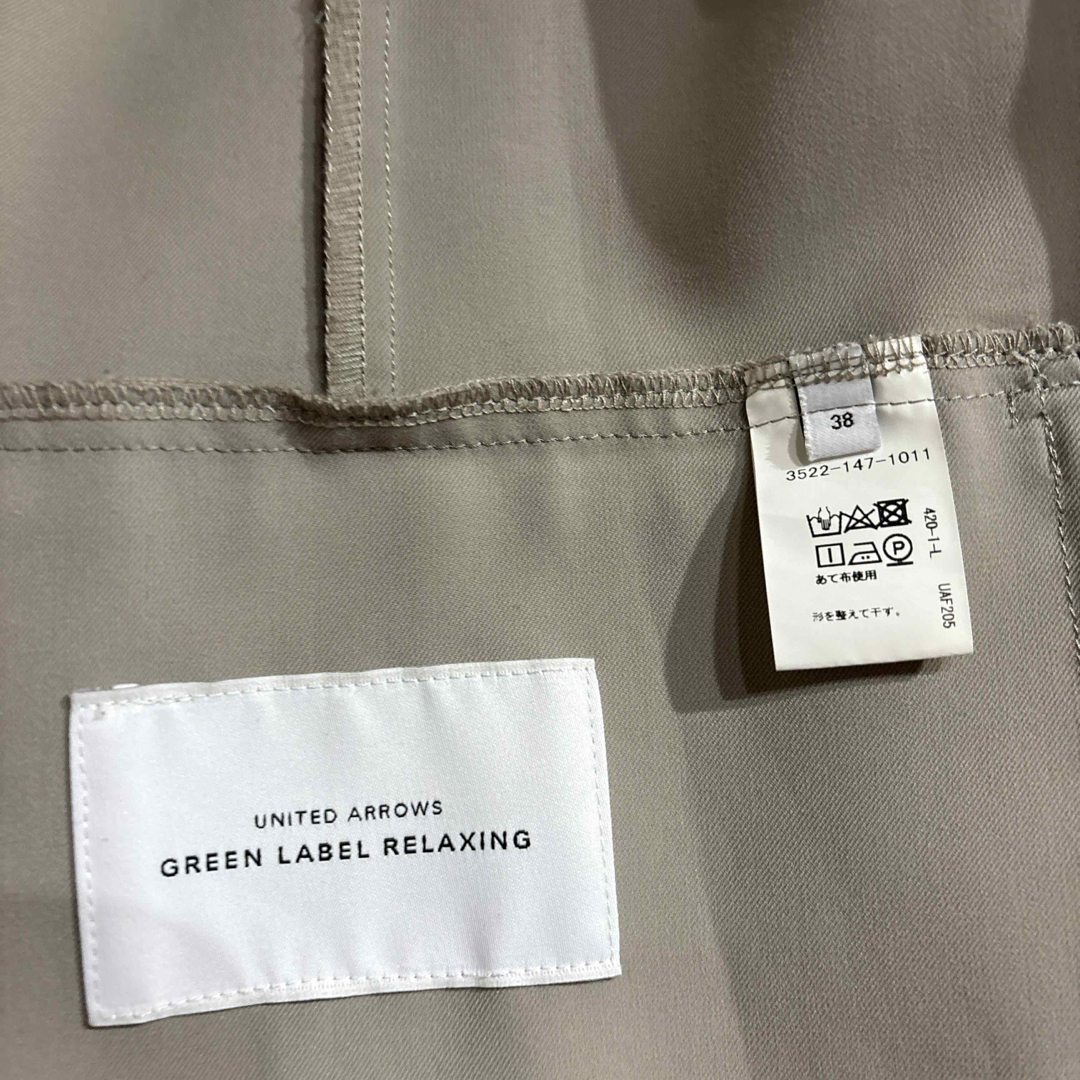 38
3522-147-1011
P
あて布使用
形を整えて干す。
420-1-L
UAF205
UNITED ARROWS
GREEN LABEL RELAXING